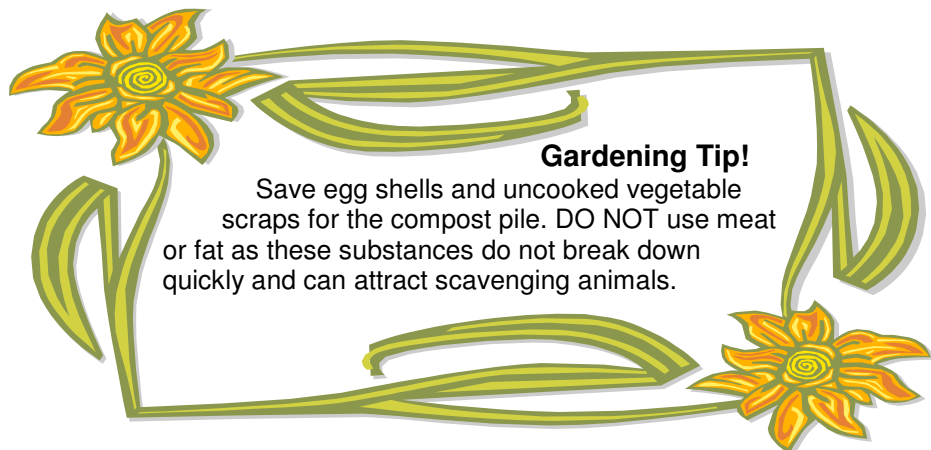 Gardening Tip!
Save egg shells and uncooked vegetable
scraps for the compost pile. DO NOT use meat
or fat as these substances do not break down
quickly and can attract scavenging animals.